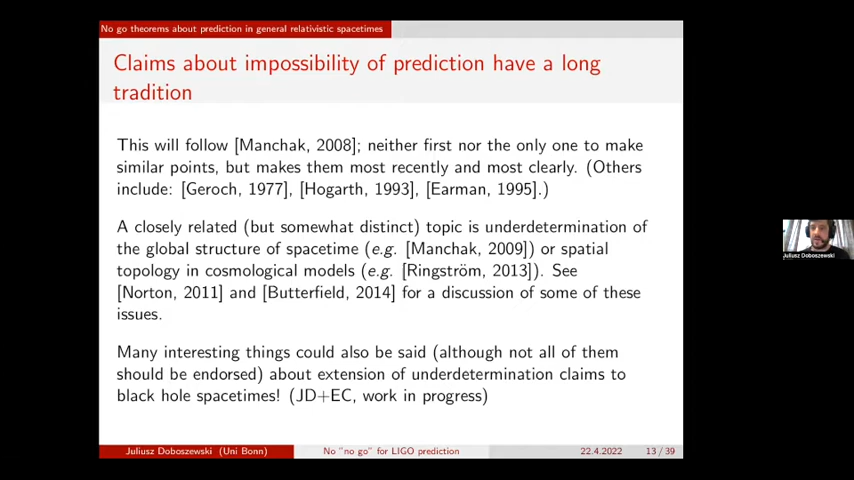 No go theorems about prediction in general relativistic spacetimes
Claims about impossibility of prediction have a long
tradition
This will follow [Manchak, 2008]; neither first nor the only one to make
similar points, but makes them most recently and most clearly. (Others
include: [Geroch, 1977], [Hogarth, 1993], [Earman, 1995].)
A closely related (but somewhat distinct) topic is underdetermination of
the global structure of spacetime (e.g. [Manchak, 2009]) or spatial
topology in cosmological models (e.g. [Ringström, 2013]). See
[Norton, 2011] and [Butterfield, 2014] for a discussion of some of these
issues.
Many interesting things could also be said (although not all of them
should be endorsed) about extension of underdetermination claims to
black hole spacetimes! (JD+EC, work in progress)
Juliusz Doboszewski (Uni Bonn) No "no go" for LIGO prediction 22.4.2022 13 / 39
Juliusz Doboszewski